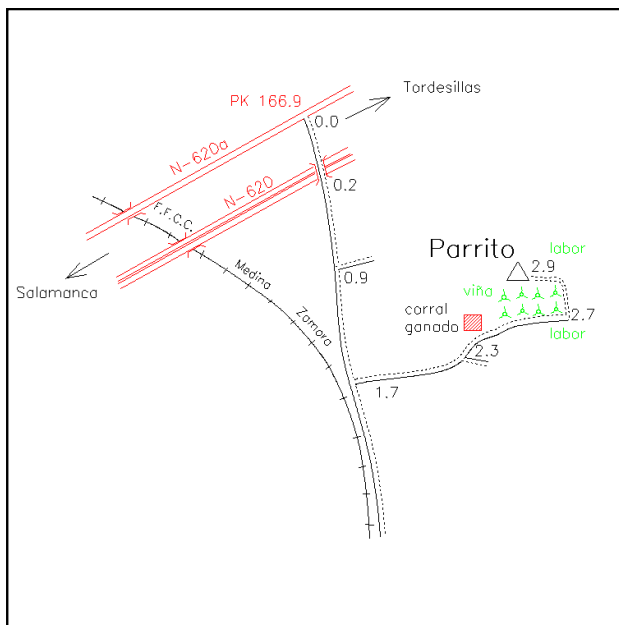 Tordesillas
PK 166.9
0.0
N-620a
N-620
0.2
F.F.C.C.
Salamanca
Medina
Zamora
0.9
Parrito
labor
2.9
viña
corral
ganado
2.7
labor
2.3
1.7